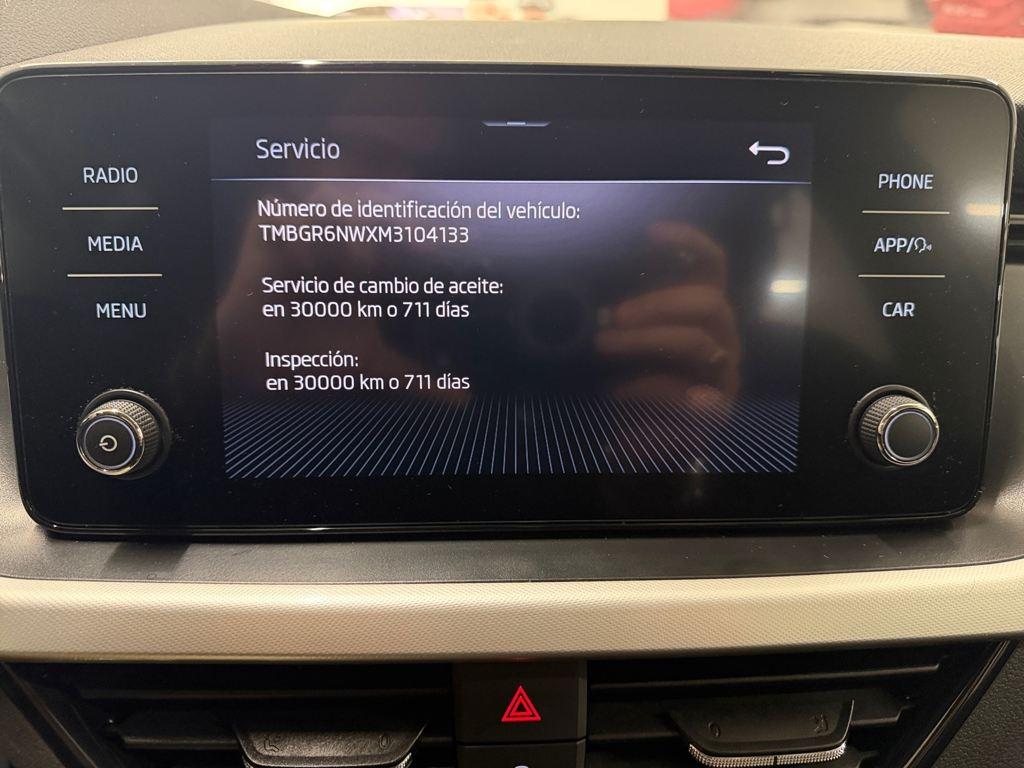 Servicio
RADIO
PHONE
Número de identificación del vehículo:
TMBGR6NWXM3104133
MEDIA
APP/
Servicio de cambio de aceite:
en 30000 km o 711 días
MENU
CAR
Inspección:
en 30000 km o 711 días